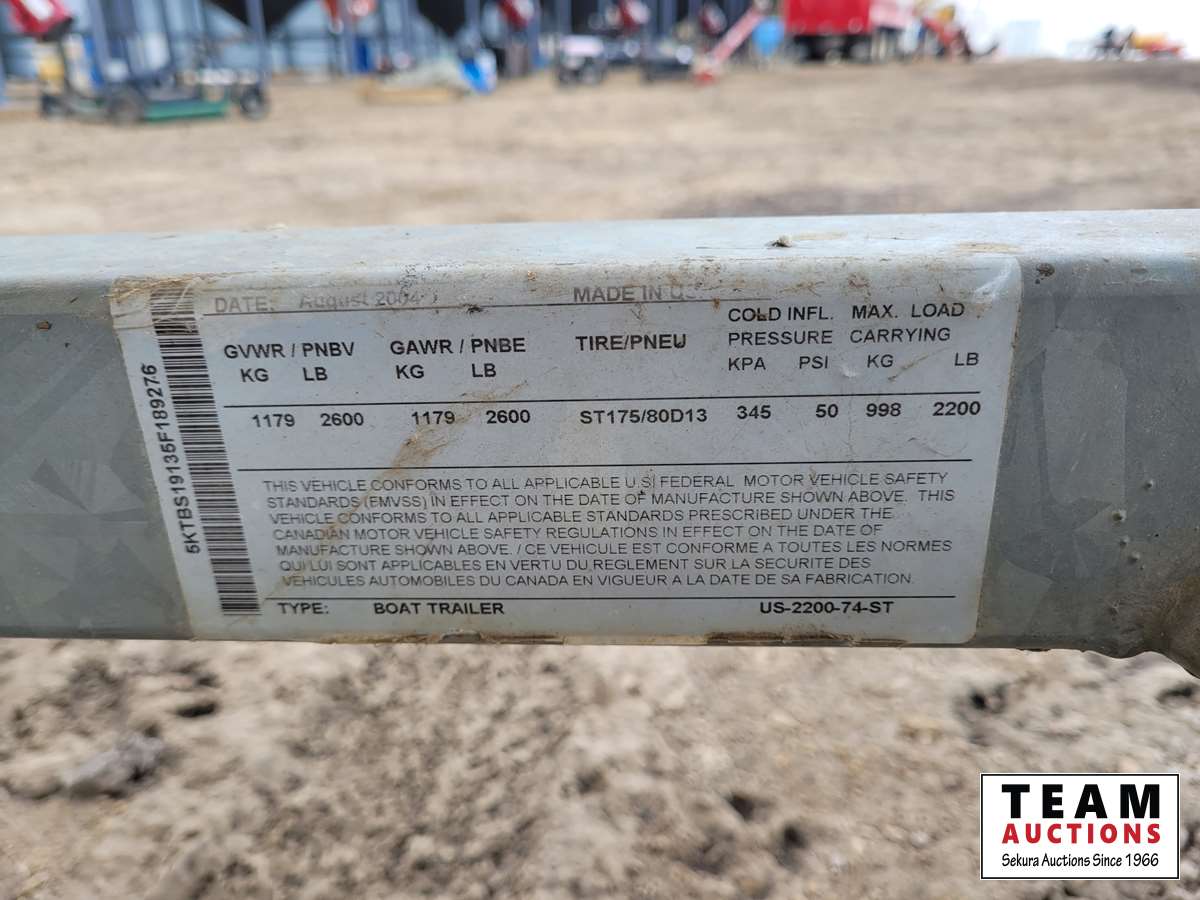 DATE: August 2004 MADE IN
COLD INFL. MAX. LOAD
GVWR / PNBV GAWR / PNBE TIRE/PNEU PRESSURE CARRYING
KG LB KG LB KPA PSI KG LB
1179 2600 1179 2600 ST175/80D13 345 50 998 2200
THIS VEHICLE CONFORMS TO ALL APPLICABLE U.S. FEDERAL MOTOR VEHICLE SAFETY
STANDARDS (FMVSS) IN EFFECT ON THE DATE OF MANUFACTURE SHOWN ABOVE. THIS
VEHICLE CONFORMS TO ALL APPLICABLE STANDARDS PRESCRIBED UNDER THE
CANADIAN MOTOR VEHICLE SAFETY REGULATIONS IN EFFECT ON THE DATE OF
MANUFACTURE SHOWN ABOVE. / CE VEHICULE EST CONFORME A TOUTES LES NORMES
QUI LUI SONT APPLICABLES EN VERTU DU REGLEMENT SUR LA SECURITE DES
VEHICULES AUTOMOBILES DU CANADA EN VIGUEUR A LA DATE DE SA FABRICATION.
TYPE: BOAT TRAILER US-2200-74-ST
5KTBS19135F189276
TEAM
AUCTIONS
Sekura Auctions Since 1966